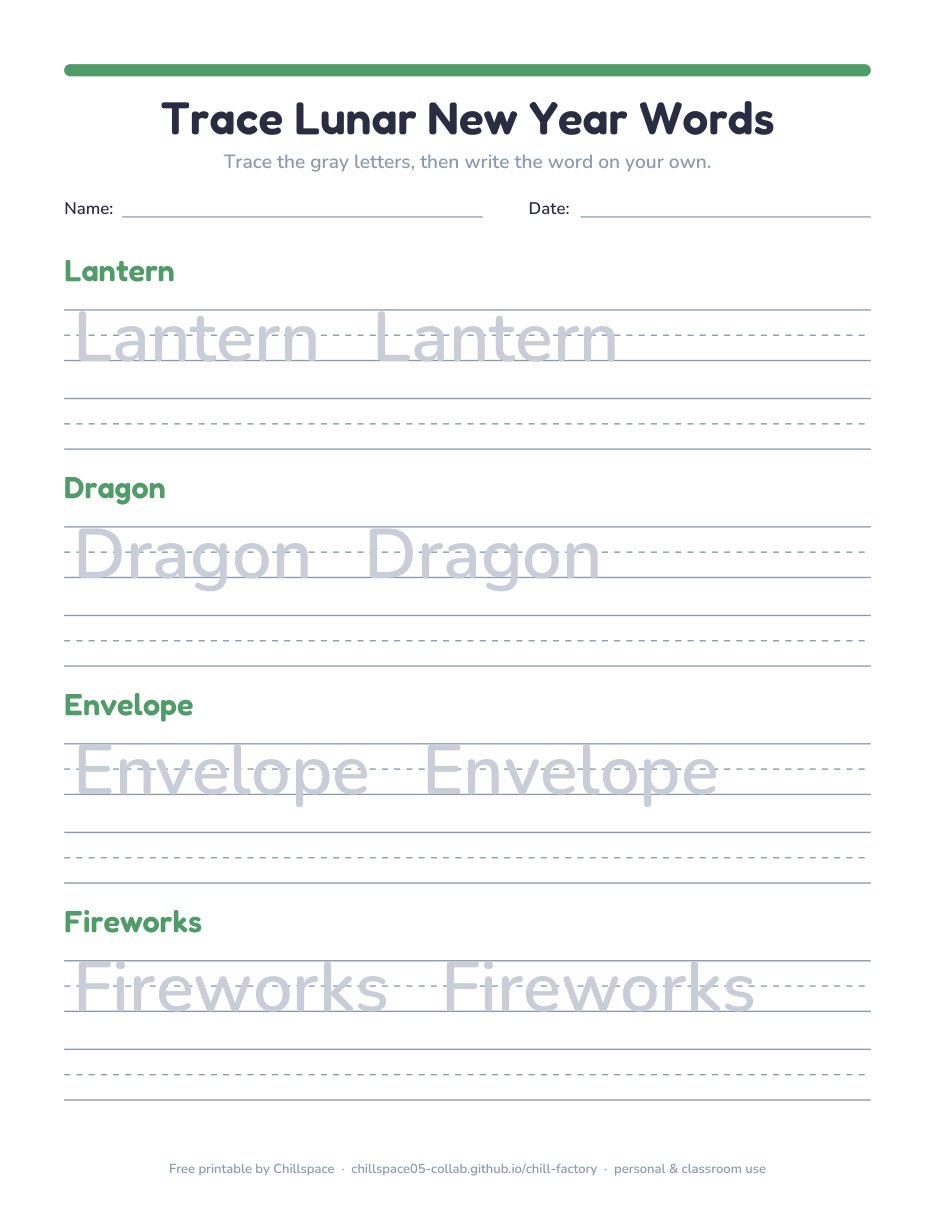 Trace Lunar New Year Words
Trace the gray letters, then write the word on your own.
Name: Date:
Lantern
Lantern Lantern
Dragon
Dragon Dragon
Envelope
Envelope Envelope
Fireworks
Fireworks Fireworks
Free printable by Chillspace · chillspace05-collab.github.io/chill-factory · personal & classroom use